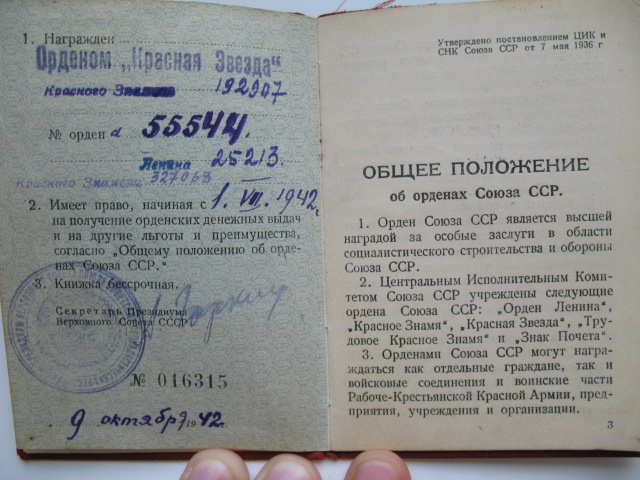 1. Награжден
Орденом „Красная Звезда"
Красного Знамени 192907
№ орден а 55544.
Ленина 25213.
Красного Знамени 327068
2. Имеет право, начиная с 1. VII. 1942г.
на получение орденских денежных выдач
и на другие льготы и преимущества,
согласно „Общему положению об орде-
нах Союза ССР."
3. Книжка бессрочная.
Секретарь Президиума
Верховного Совета СССР
№ 016315
9 октября 1942.
Утверждено постановлением ЦИК и
СНК Союза ССР от 7 мая 1936 г
ОБЩЕЕ ПОЛОЖЕНИЕ
об орденах Союза ССР.
1. Орден Союза ССР является высшей
наградой за особые заслуги в области
социалистического строительства и обороны
Союза ССР.
2. Центральным Исполнительным Коми-
тетом Союза ССР учреждены следующие
ордена Союза ССР: „Орден Ленина",
„Красное Знамя", „Красная Звезда", „Тру-
довое Красное Знамя" и „Знак Почета".
3. Орденами Союза ССР могут награ-
ждаться как отдельные граждане, так и
войсковые соединения и воинские части
Рабоче-Крестьянской Красной Армии, пред-
приятия, учреждения и организации.
3